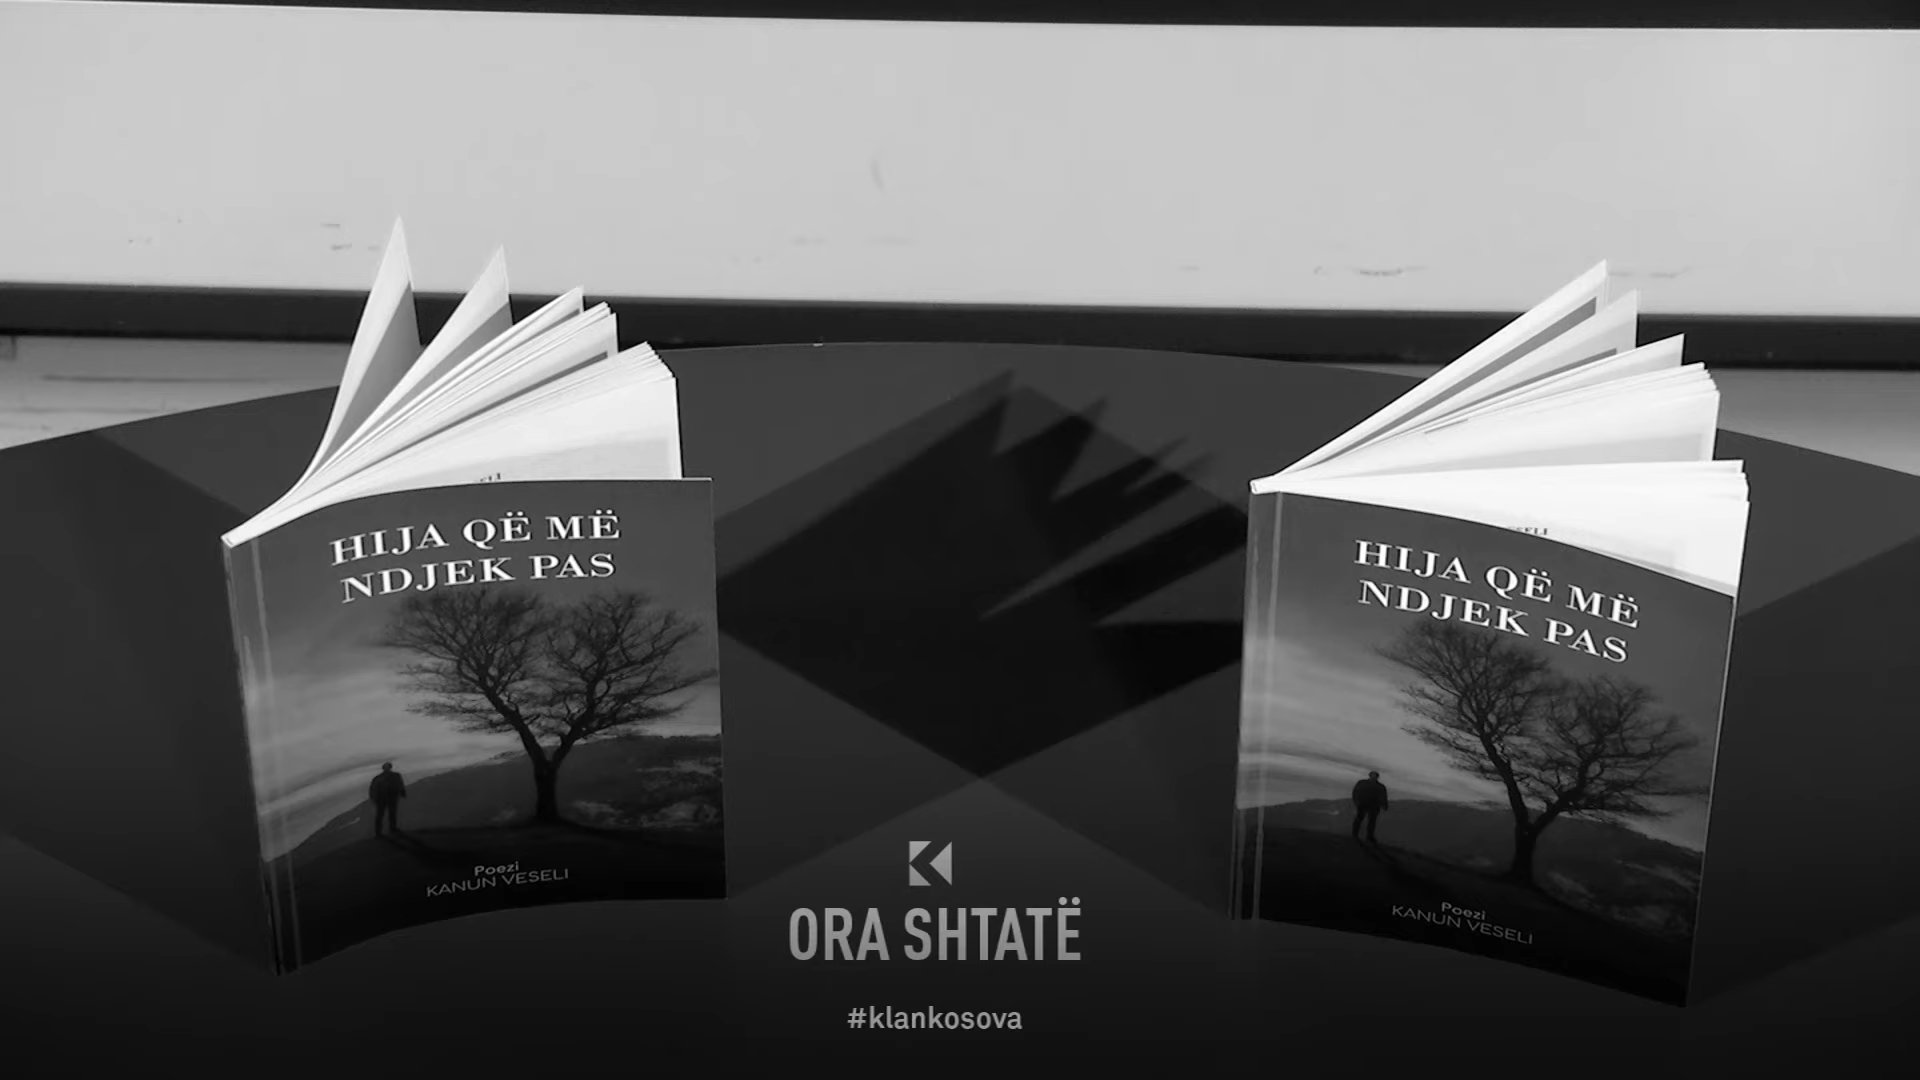 HIJA QË MË
NDJEK PAS
Poezi
KANUN VESELI
HIJA QË MË
NDJEK PAS
Poezi
KANUN VESELI
ORA SHTATË
#klankosova